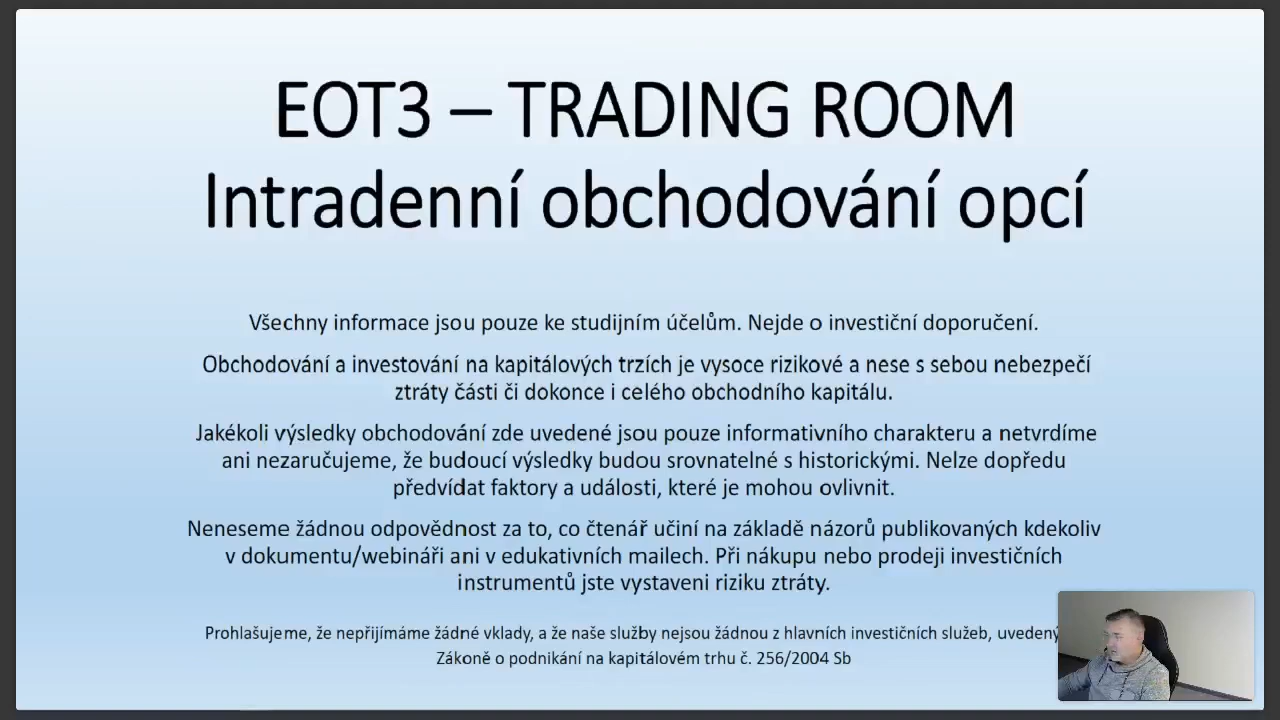 EOT3 – TRADING ROOM
Intradenní obchodování opcí
Všechny informace jsou pouze ke studijním účelům. Nejde o investiční doporučení.
Obchodování a investování na kapitálových trzích je vysoce rizikové a nese s sebou nebezpečí
ztráty části či dokonce i celého obchodního kapitálu.
Jakékoli výsledky obchodování zde uvedené jsou pouze informativního charakteru a netvrdíme
ani nezaručujeme, že budoucí výsledky budou srovnatelné s historickými. Nelze dopředu
předvídat faktory a události, které je mohou ovlivnit.
Neneseme žádnou odpovědnost za to, co čtenář učiní na základě názorů publikovaných kdekoliv
v dokumentu/webináři ani v edukativních mailech. Při nákupu nebo prodeji investičních
instrumentů jste vystaveni riziku ztráty.
Prohlašujeme, že nepřijímáme žádné vklady, a že naše služby nejsou žádnou z hlavních investičních služeb,
Zákoně o podnikání na kapitálovém trhu č. 256/2004 Sb